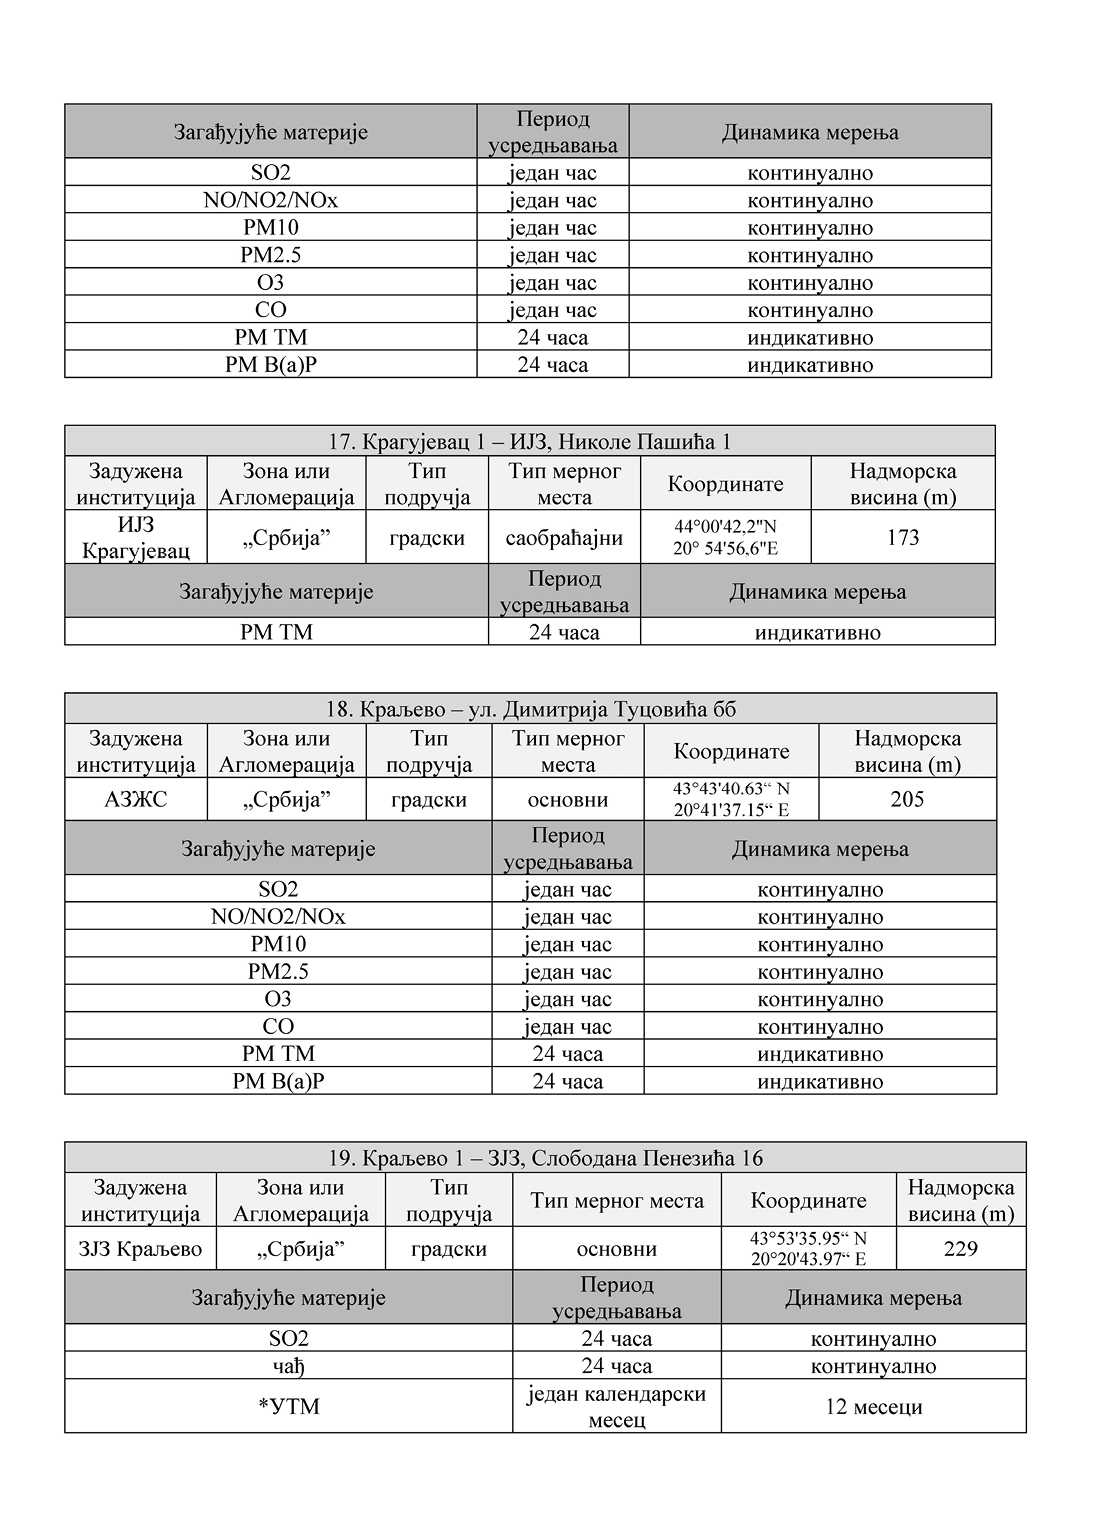 Загађујуће материје Период усредњавања Динамика мерења
SO2 један час континуално
NO/NO2/NOx један час континуално
PM10 један час континуално
PM2.5 један час континуално
O3 један час континуално
CO један час континуално
PM TM 24 часа индикативно
PM B(a)P 24 часа индикативно
17. Крагујевац 1 – ИЈЗ, Николе Пашића 1
Задужена институција Зона или Агломерација Тип подручја Тип мерног места Координате Надморска висина (m)
ИЈЗ Крагујевац „Србија” градски саобраћајни 44°00'42,2"N 20° 54'56,6"E 173
Загађујуће материје Период усредњавања Динамика мерења
PM TM 24 часа индикативно
18. Краљево – ул. Димитрија Туцовића бб
Задужена институција Зона или Агломерација Тип подручја Тип мерног места Координате Надморска висина (m)
АЗЖС „Србија” градски основни 43°43'40.63“ N 20°41'37.15“ E 205
Загађујуће материје Период усредњавања Динамика мерења
SO2 један час континуално
NO/NO2/NOx један час континуално
PM10 један час континуално
PM2.5 један час континуално
O3 један час континуално
CO један час континуално
PM TM 24 часа индикативно
PM B(a)P 24 часа индикативно
19. Краљево 1 – ЗЈЗ, Слободана Пенезића 16
Задужена институција Зона или Агломерација Тип подручја Тип мерног места Координате Надморска висина (m)
ЗЈЗ Краљево „Србија” градски основни 43°53'35.95“ N 20°20'43.97“ E 229
Загађујуће материје Период усредњавања Динамика мерења
SO2 24 часа континуално
чађ 24 часа континуално
*УТМ један календарски месец 12 месеци